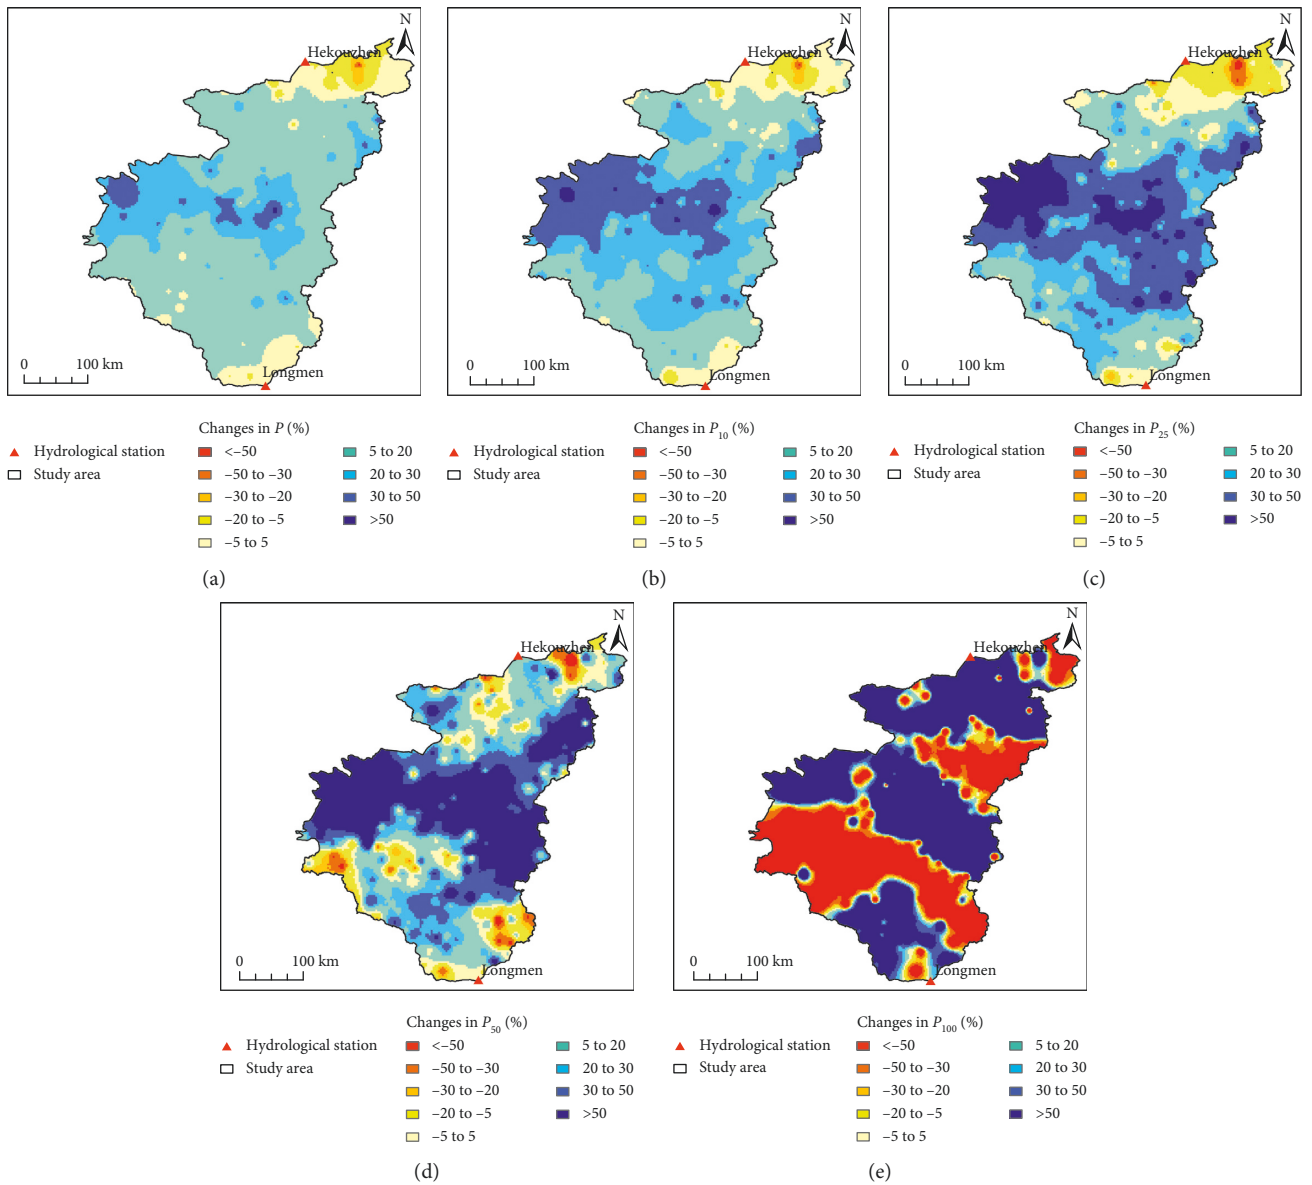 N
Hekouzhen
0 100 km
Longmen
Hydrological station
Study area
Changes in P (%)
<–50
–50 to –30
–30 to –20
–20 to –5
–5 to 5
5 to 20
20 to 30
30 to 50
>50
(a)
N
Hekouzhen
0 100 km
Longmen
Hydrological station
Study area
Changes in P10 (%)
<–50
–50 to –30
–30 to –20
–20 to –5
–5 to 5
5 to 20
20 to 30
30 to 50
>50
(b)
N
Hekouzhen
0 100 km
Longmen
Hydrological station
Study area
Changes in P25 (%)
<–50
–50 to –30
–30 to –20
–20 to –5
–5 to 5
5 to 20
20 to 30
30 to 50
>50
(c)
N
Hekouzhen
0 100 km
Longmen
Hydrological station
Study area
Changes in P50 (%)
<–50
–50 to –30
–30 to –20
–20 to –5
–5 to 5
5 to 20
20 to 30
30 to 50
>50
(d)
N
Hekouzhen
0 100 km
Longmen
Hydrological station
Study area
Changes in P100 (%)
<–50
–50 to –30
–30 to –20
–20 to –5
–5 to 5
5 to 20
20 to 30
30 to 50
>50
(e)